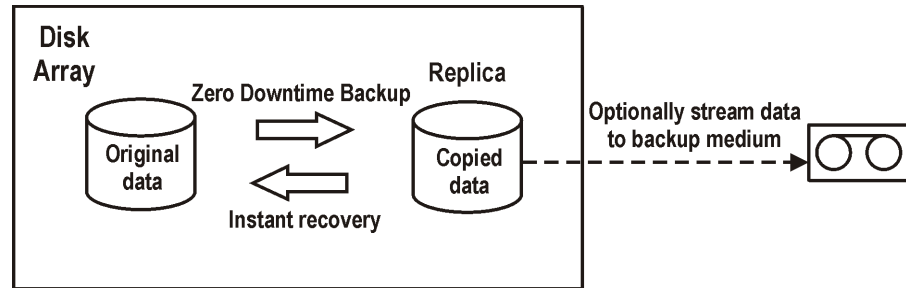 Disk
Array
Replica
Zero Downtime Backup
Original
data
Copied
data
Instant recovery
Optionally stream data
to backup medium